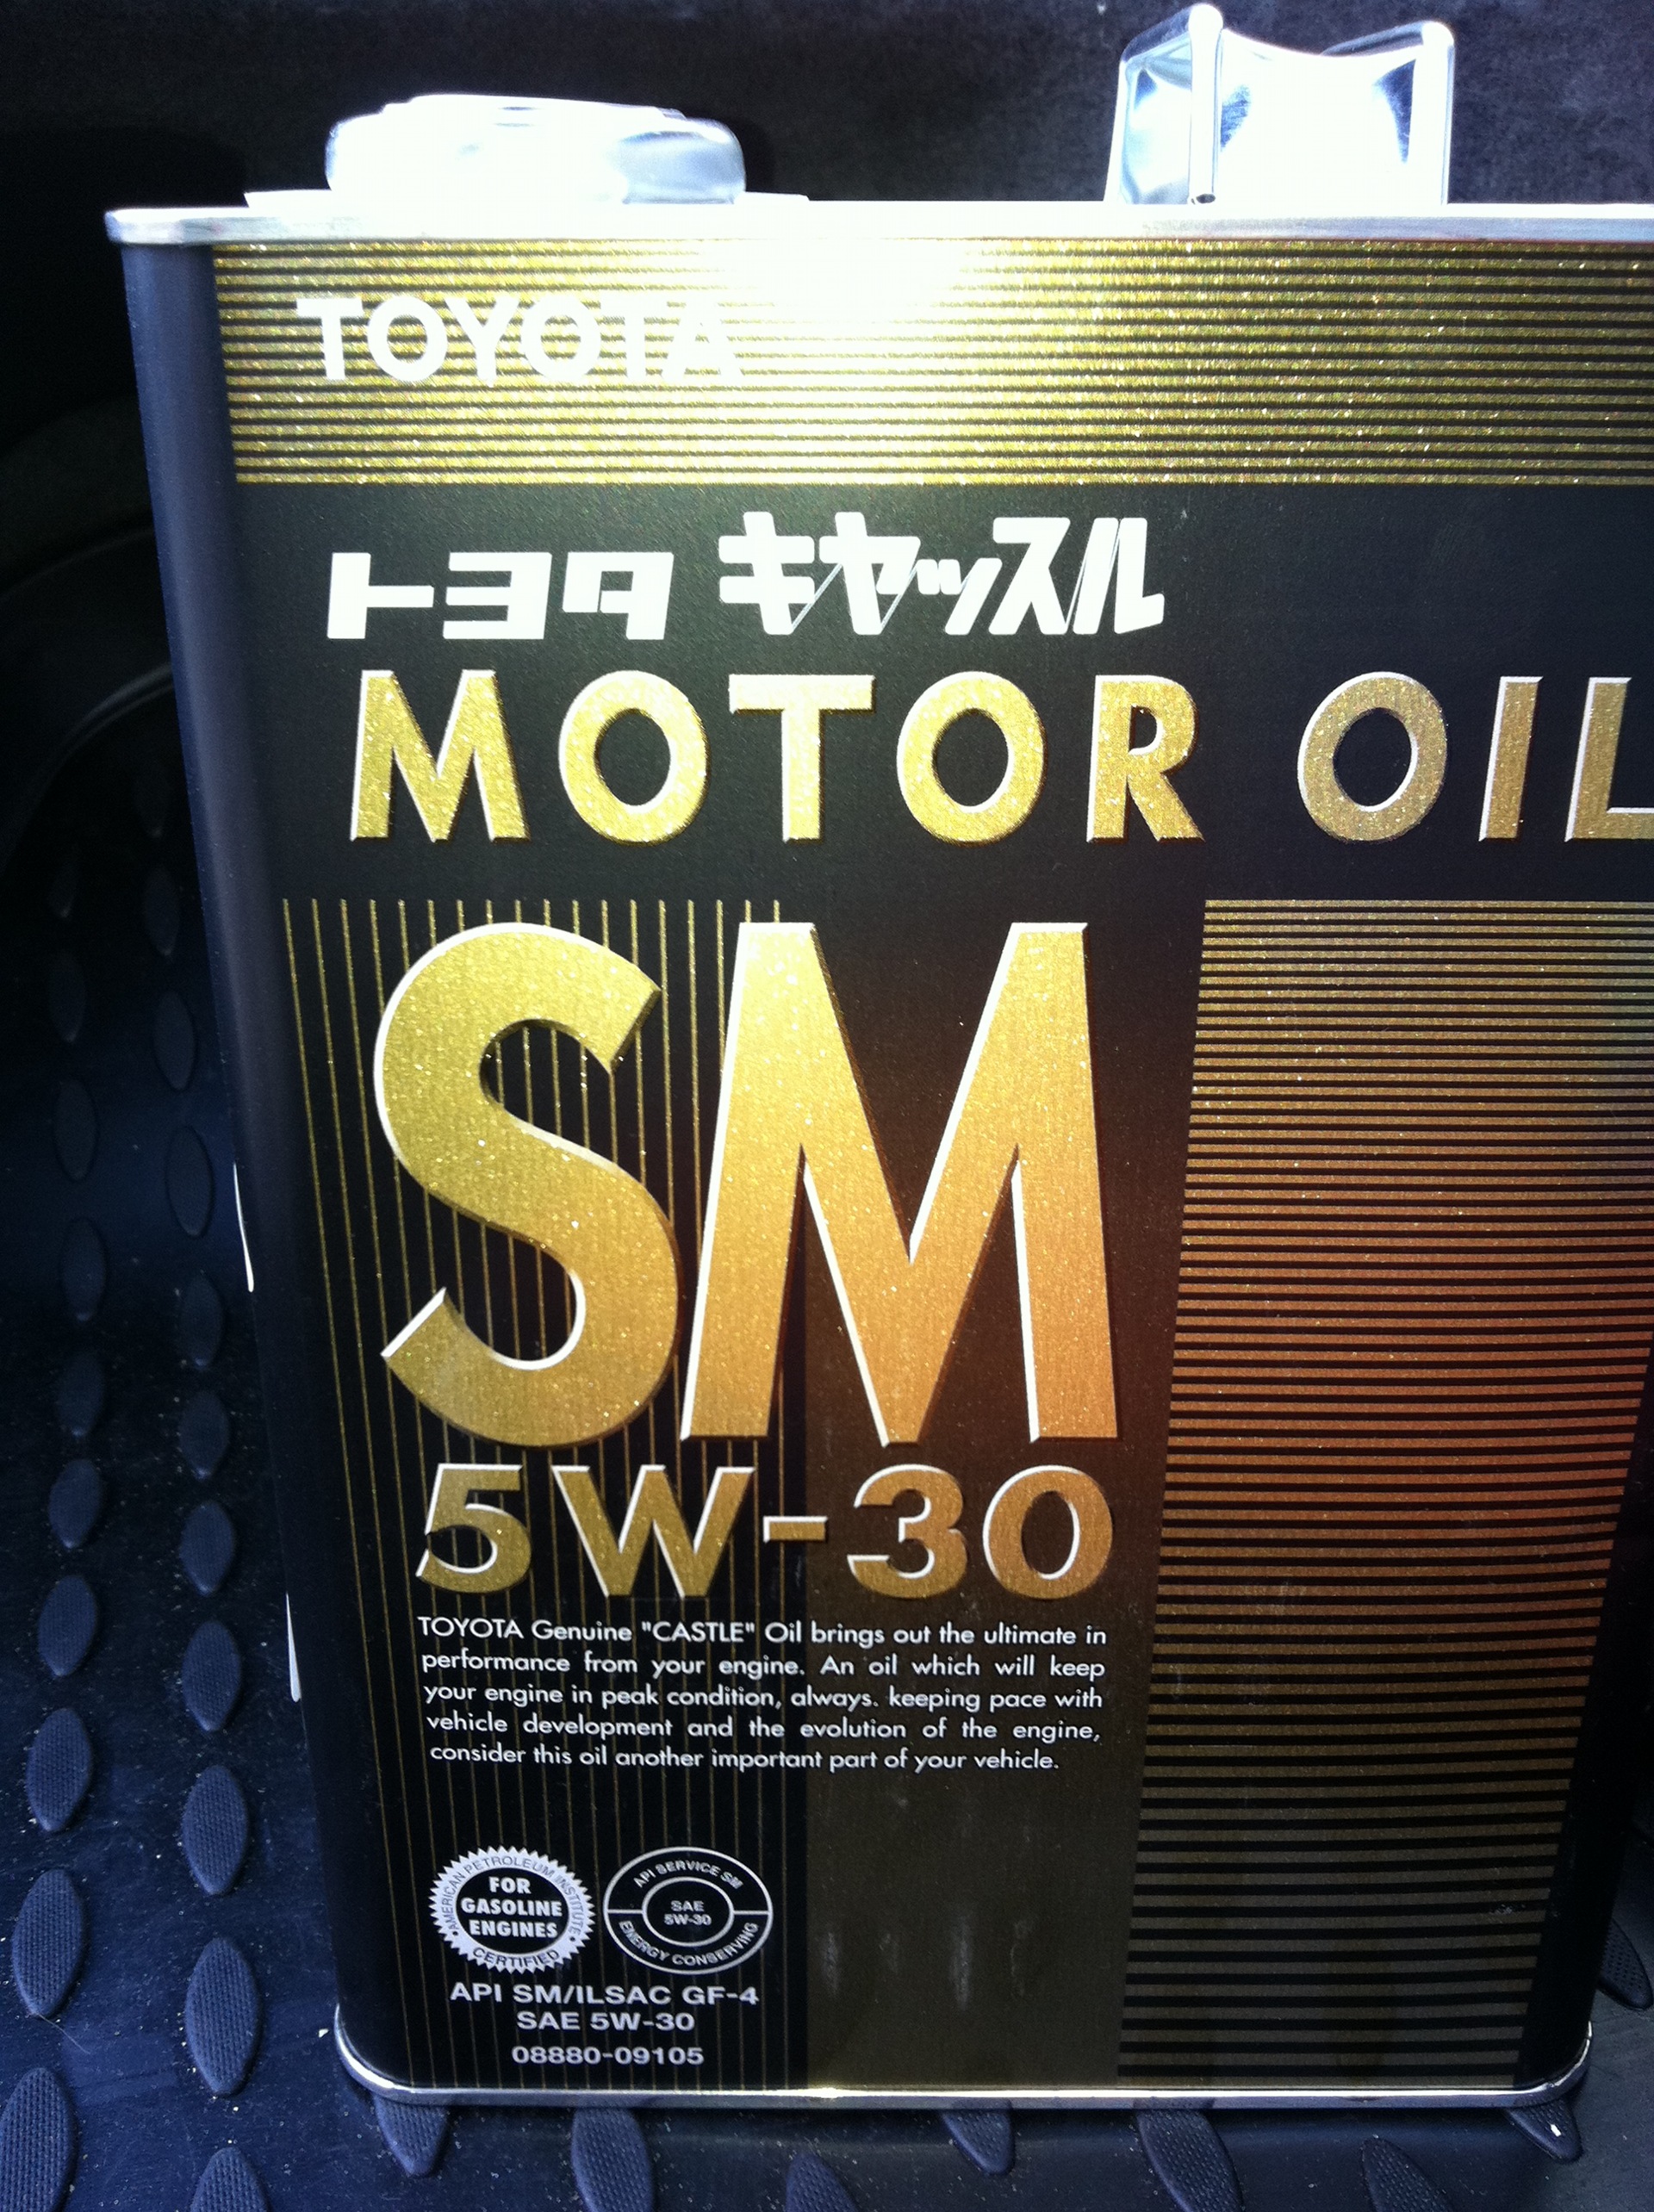 TOYOTA
トヨタ キャッスル
MOTOR OIL
SM
5W-30
TOYOTA Genuine "CASTLE" Oil brings out the ultimate in
performance from your engine. An oil which will keep
your engine in peak condition, always. keeping pace with
vehicle development and the evolution of the engine,
consider this oil another important part of your vehicle.
AMERICAN PETROLEUM INSTITUTE
FOR
GASOLINE
ENGINES
CERTIFIED
API SERVICE SM
SAE
5W-30
ENERGY CONSERVING
API SM/ILSAC GF-4
SAE 5W-30
08880-09105